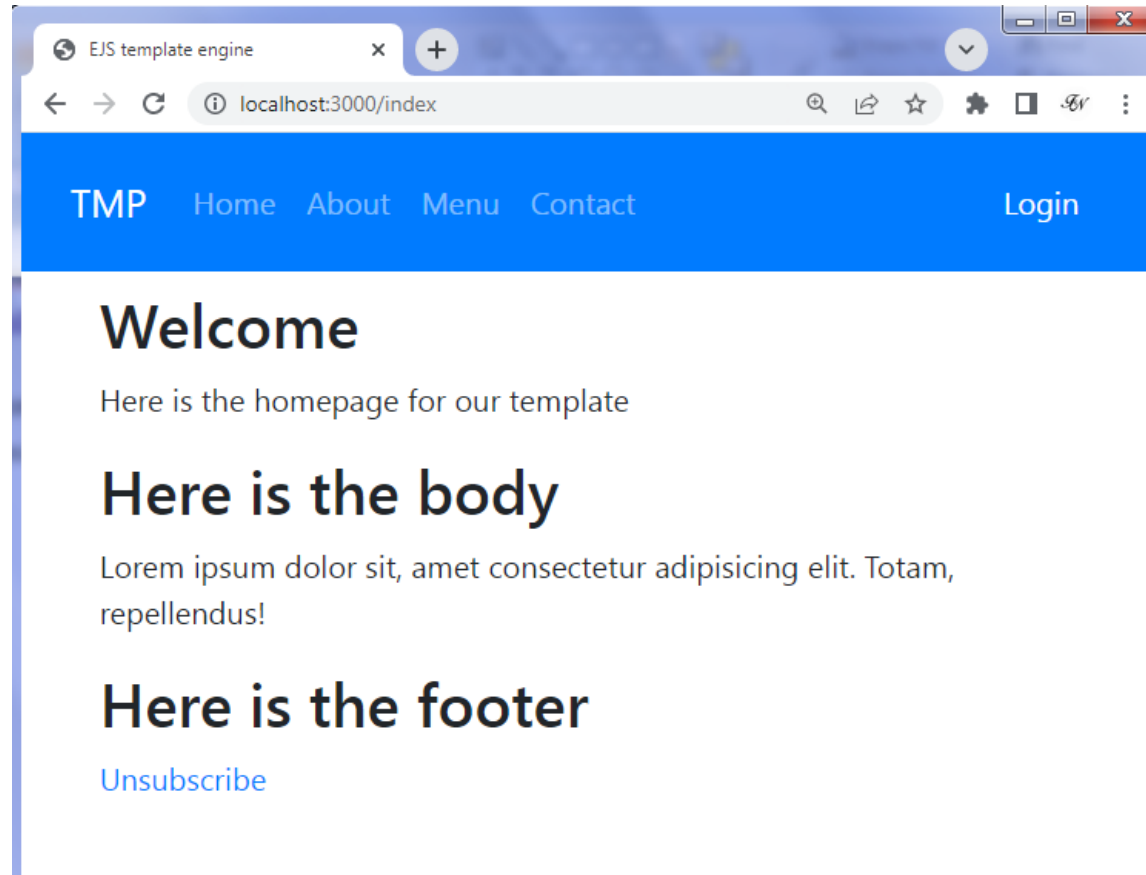 EJS template engine
localhost:3000/index
TMP Home About Menu Contact Login
Welcome
Here is the homepage for our template
Here is the body
Lorem ipsum dolor sit, amet consectetur adipisicing elit. Totam,
repellendus!
Here is the footer
Unsubscribe